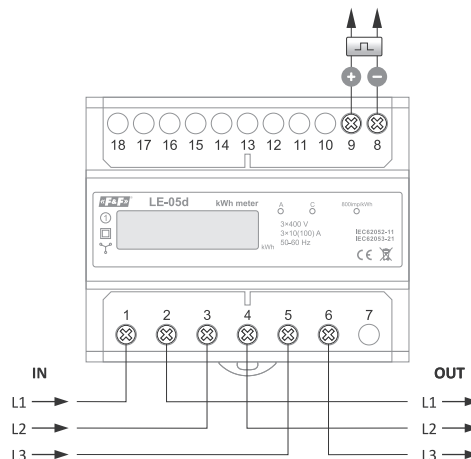 + −
18 17 16 15 14 13 12 11 10 9 8
F&F LE-05d kWh meter A C 800imp/kWh
1
3×400 V
3×10(100) A
50-60 Hz
kWh
IEC62052-11
IEC62053-21
CE
1 2 3 4 5 6 7
IN OUT
L1 L1
L2 L2
L3 L3